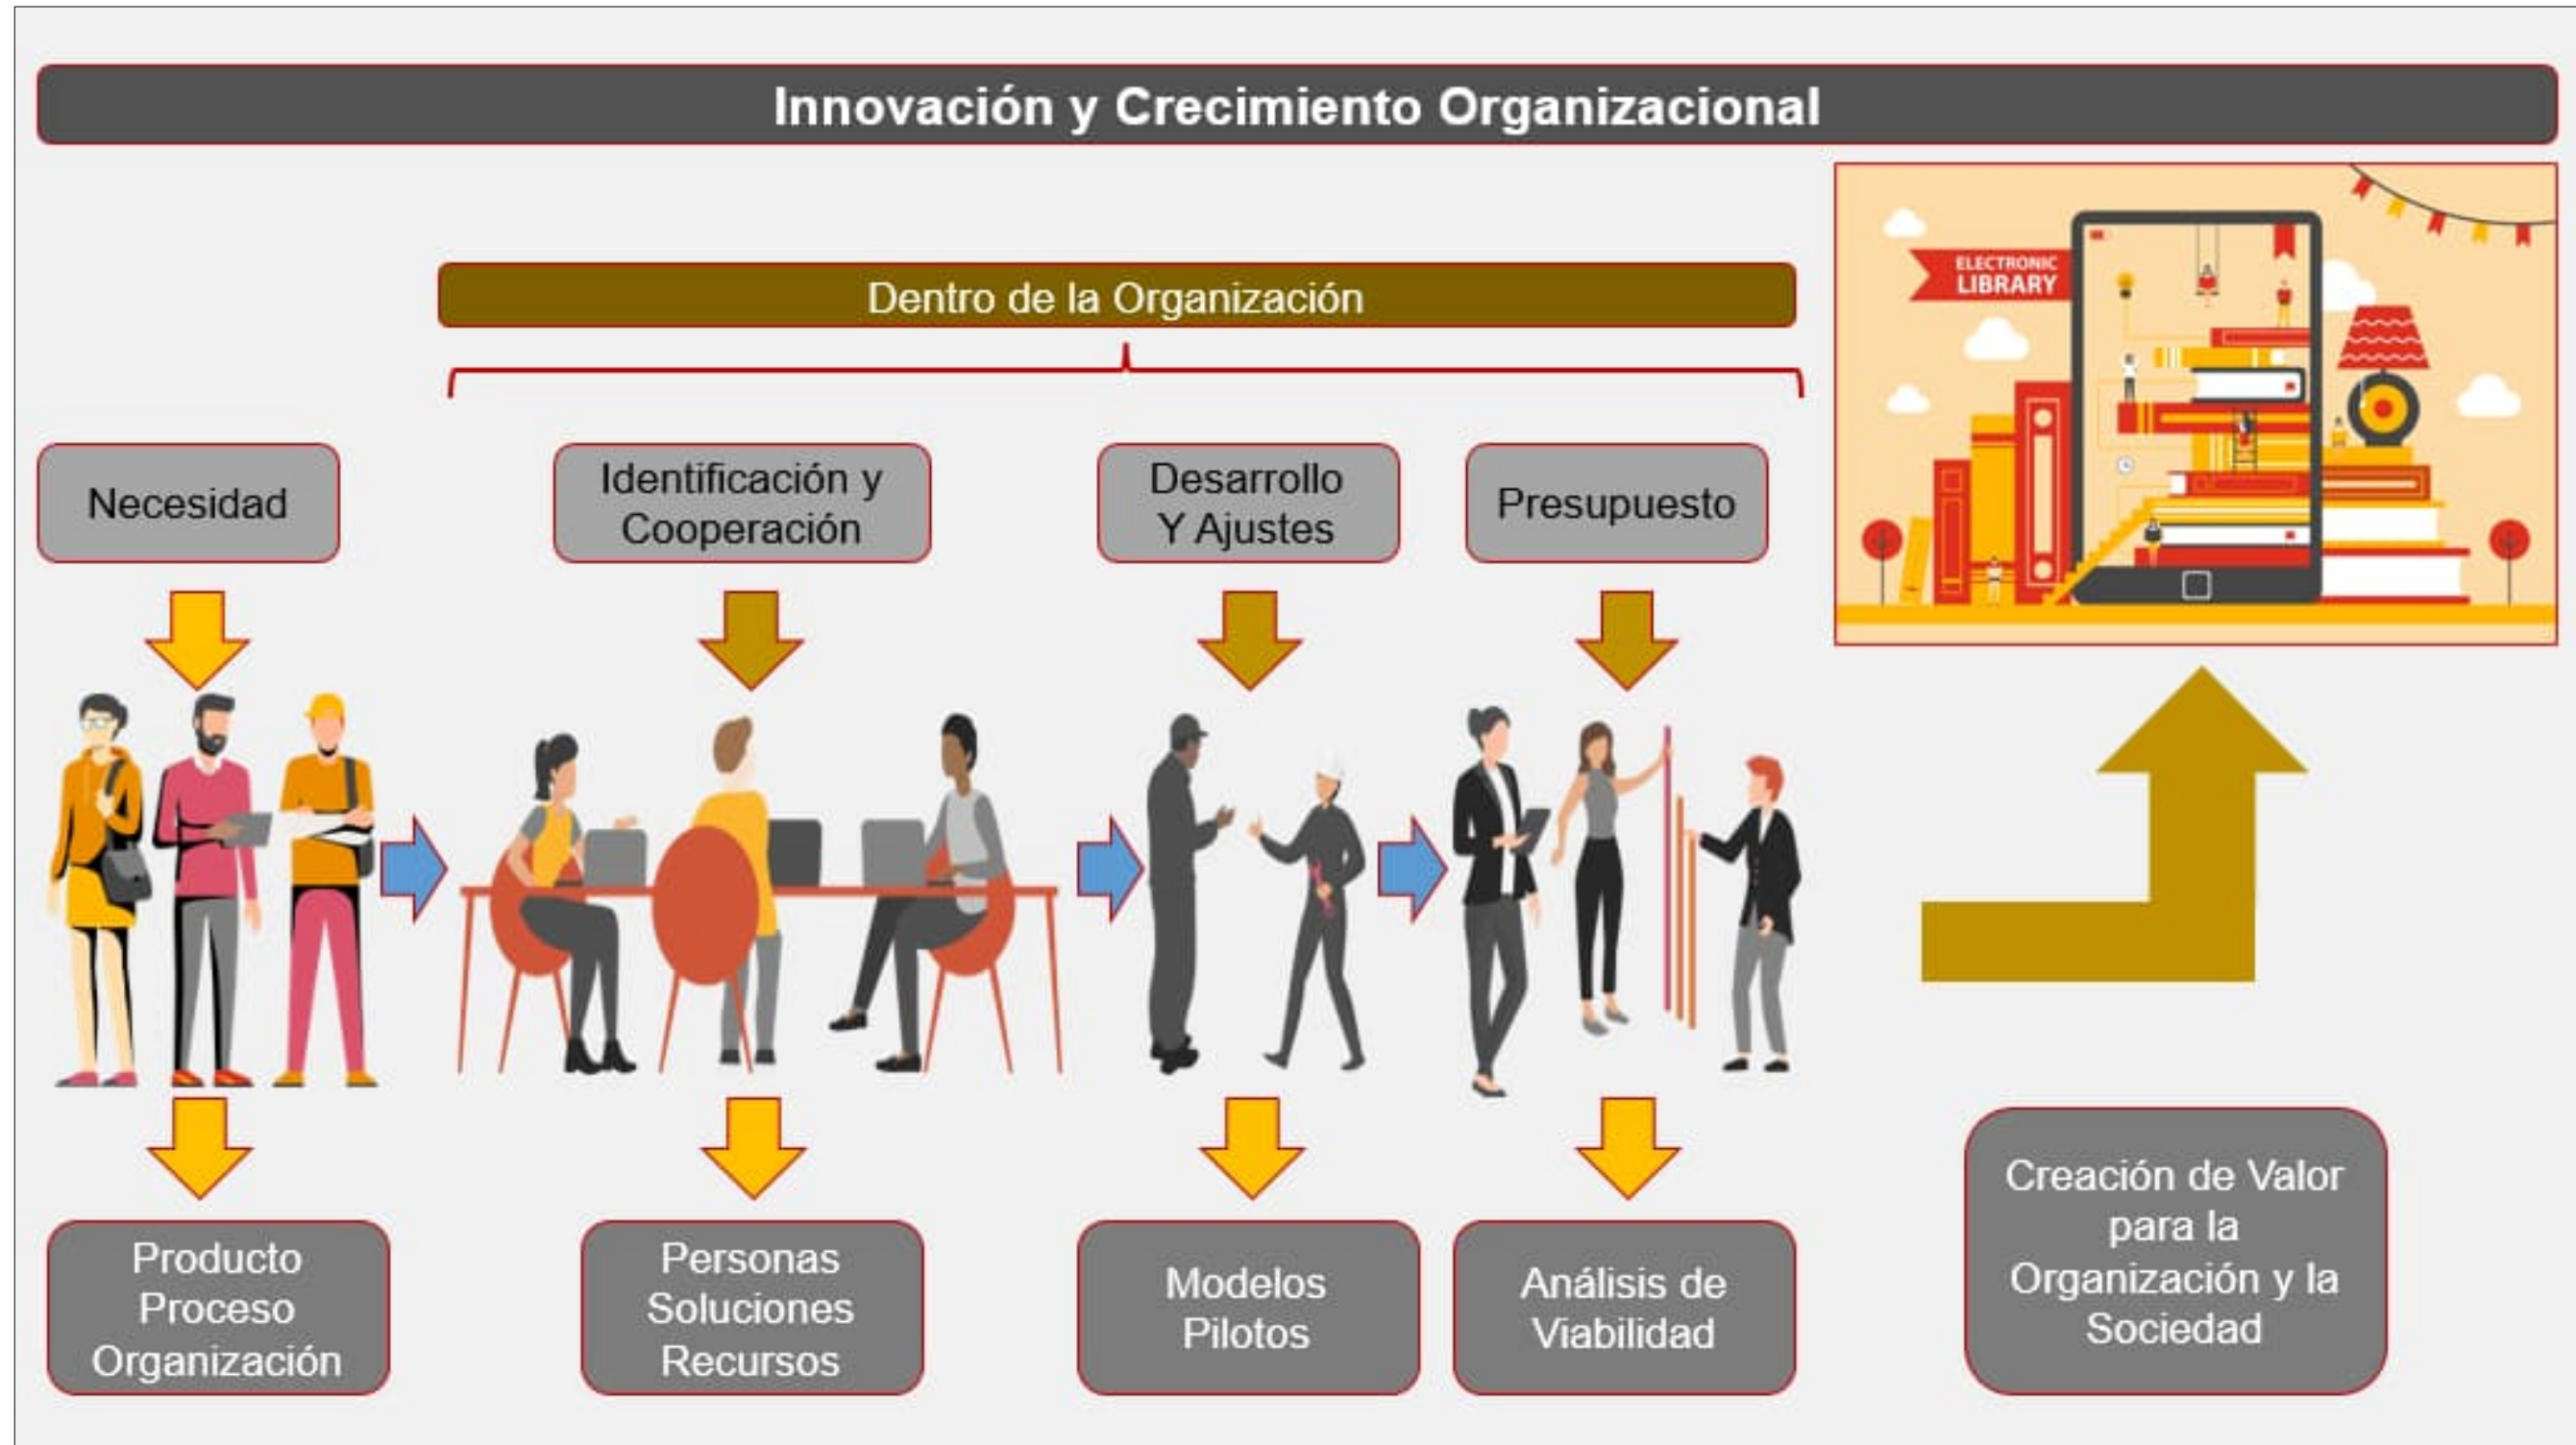 Innovación y Crecimiento Organizacional
ELECTRONIC
LIBRARY
Dentro de la Organización
Necesidad
Identificación y
Cooperación
Desarrollo
Y Ajustes
Presupuesto
Producto
Proceso
Organización
Personas
Soluciones
Recursos
Modelos
Pilotos
Análisis de
Viabilidad
Creación de Valor
para la
Organización y la
Sociedad